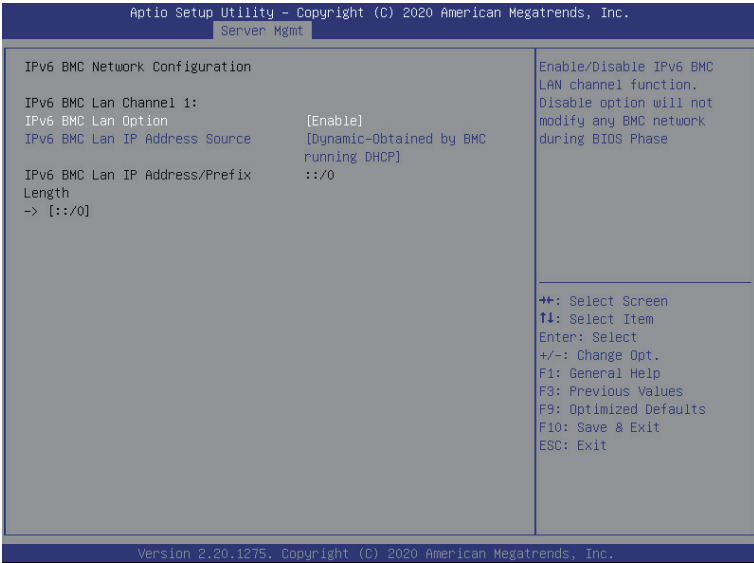 Aptio Setup Utility – Copyright (C) 2020 American Megatrends, Inc.
Server Mgmt
IPv6 BMC Network Configuration
IPv6 BMC Lan Channel 1:
IPv6 BMC Lan Option [Enable]
IPv6 BMC Lan IP Address Source [Dynamic-Obtained by BMC
running DHCP]
IPv6 BMC Lan IP Address/Prefix ::/0
Length
-> [::/0]
Enable/Disable IPv6 BMC
LAN channel function.
Disable option will not
modify any BMC network
during BIOS Phase
→←: Select Screen
↑↓: Select Item
Enter: Select
+/-: Change Opt.
F1: General Help
F3: Previous Values
F9: Optimized Defaults
F10: Save & Exit
ESC: Exit
Version 2.20.1275. Copyright (C) 2020 American Megatrends, Inc.